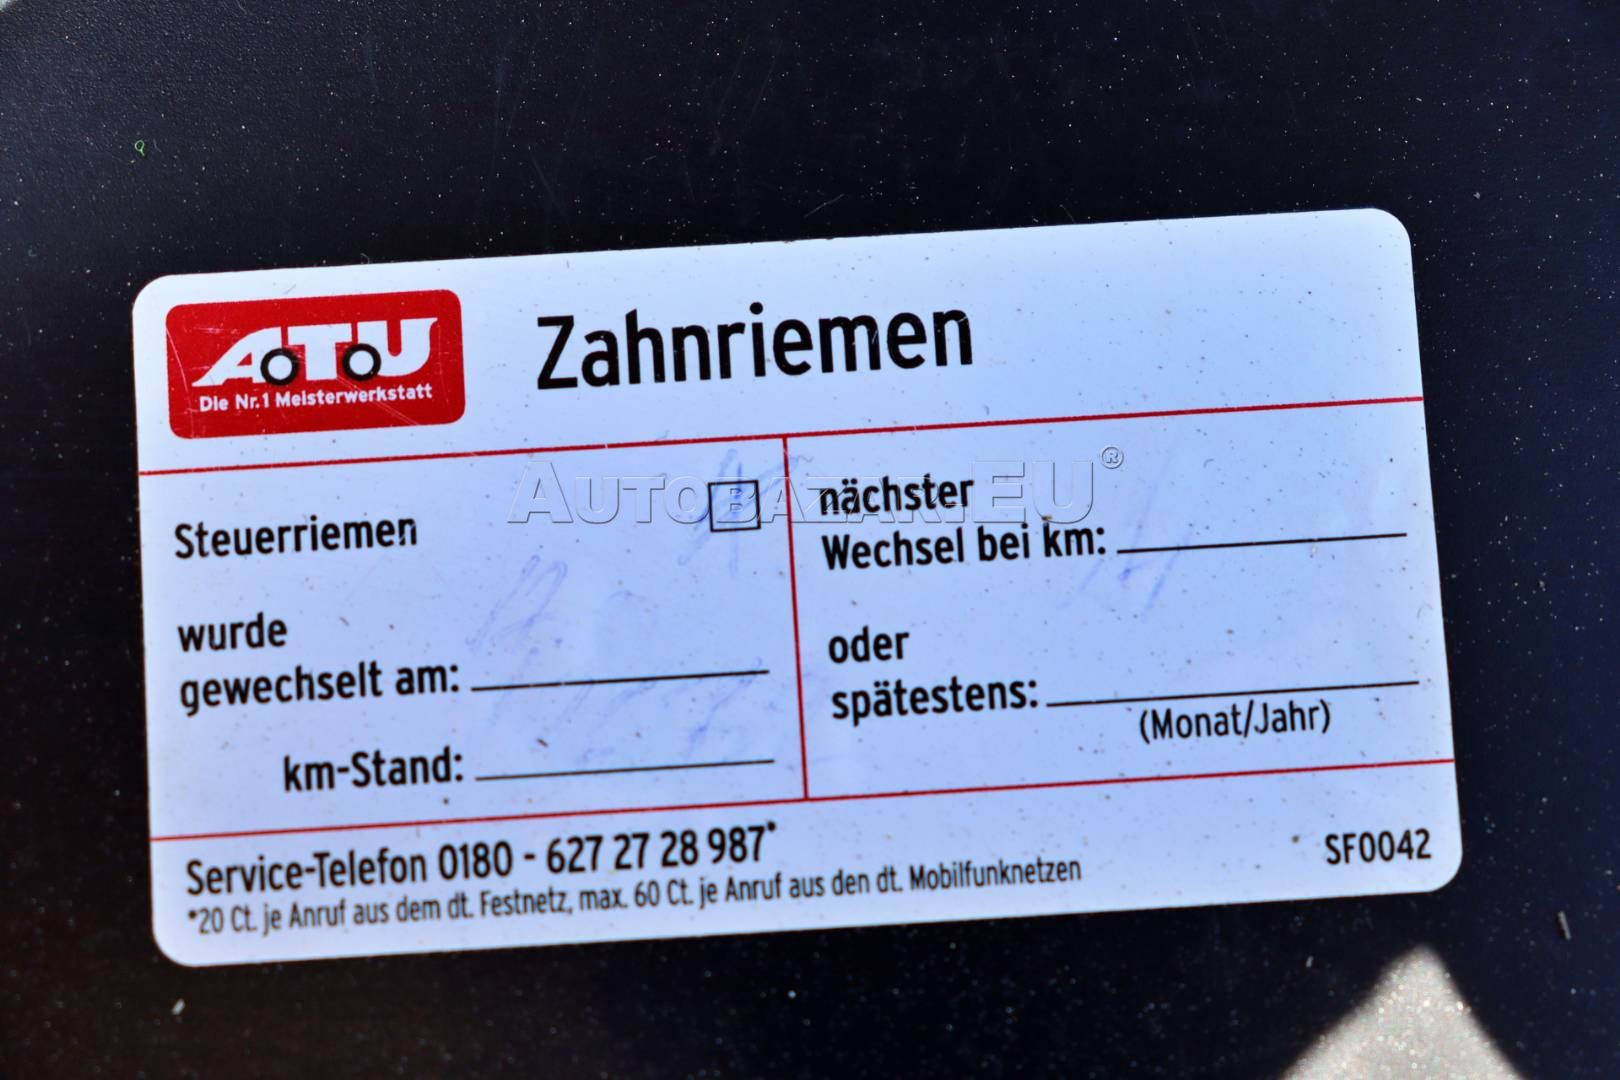 ATU
Die Nr.1 Meisterwerkstatt
Zahnriemen
AUTOBAZAR.EU®
Steuerriemen
wurde
gewechselt am:
km-Stand:
nächster
Wechsel bei km:
oder
spätestens:
(Monat/Jahr)
Service-Telefon 0180 - 627 27 28 987*
*20 Ct. je Anruf aus dem dt. Festnetz, max. 60 Ct. je Anruf aus den dt. Mobilfunknetzen
SF0042